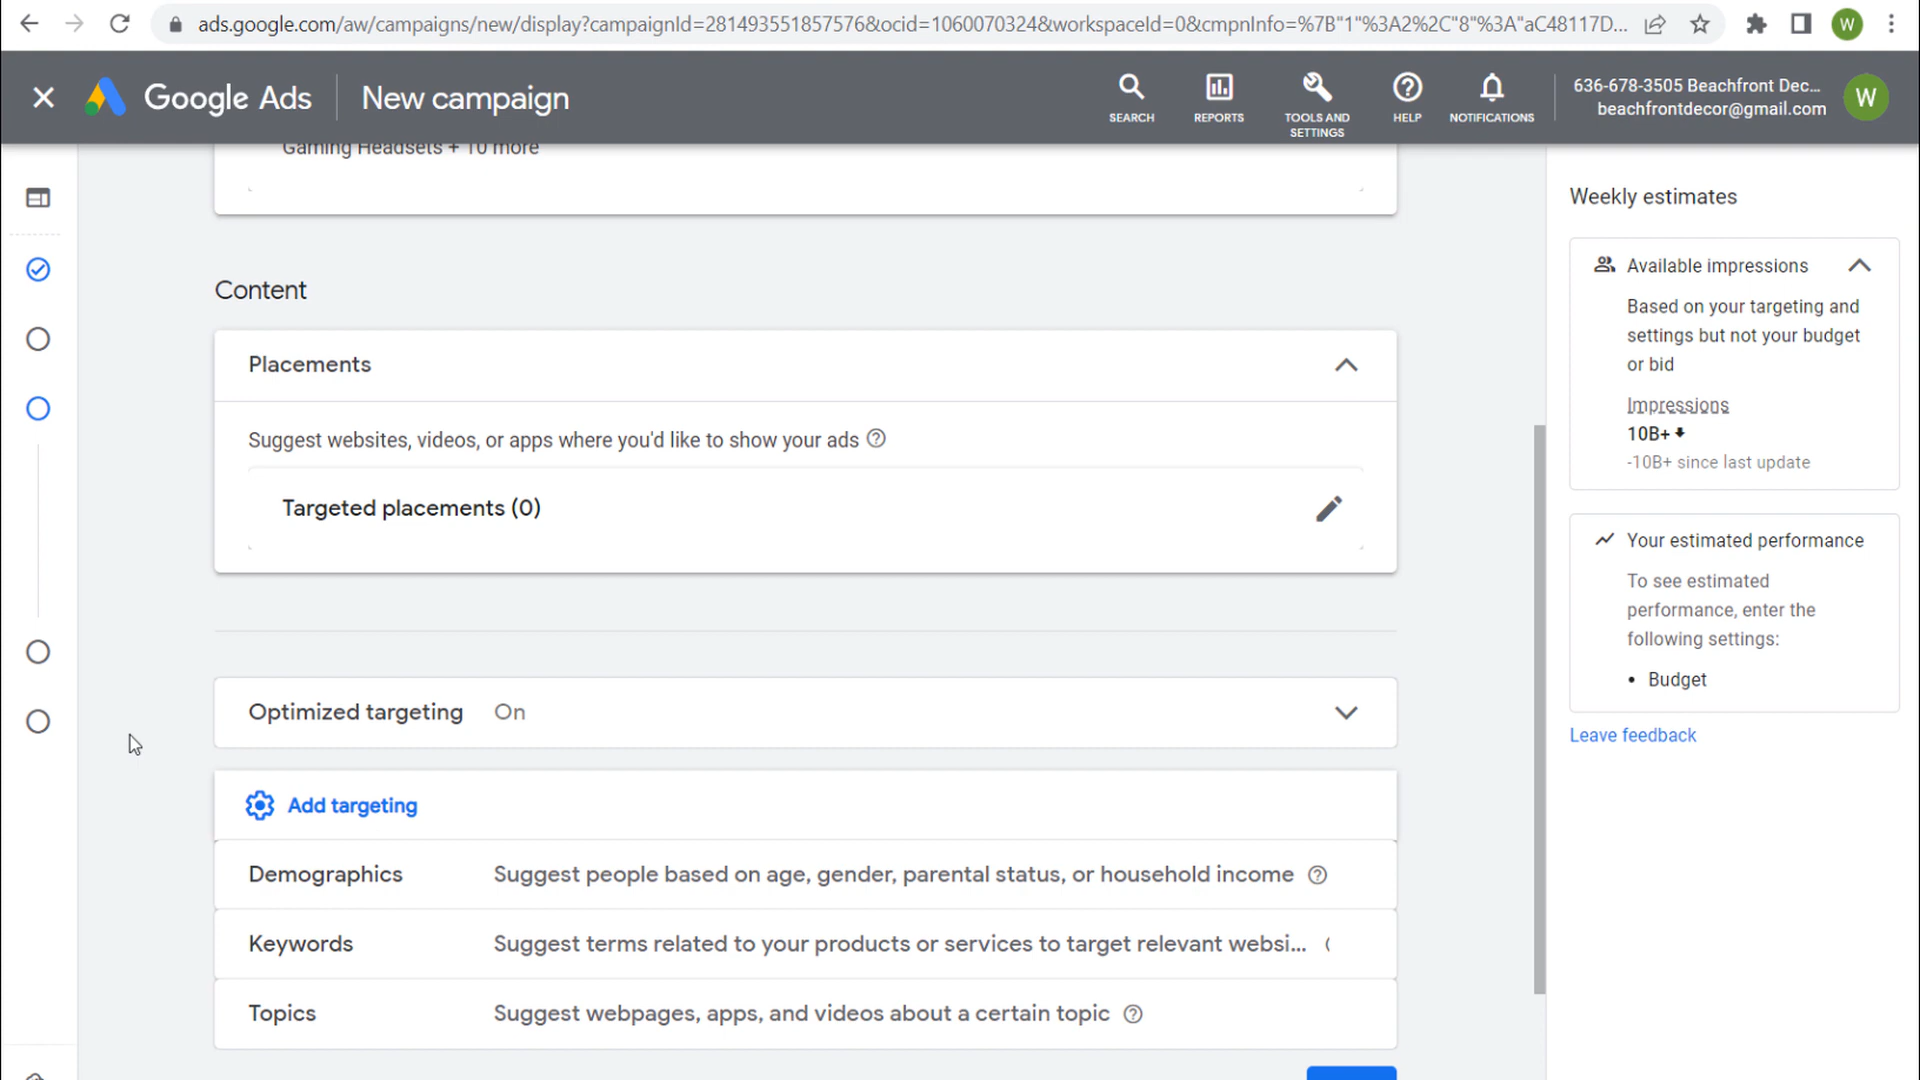 ads.google.com/aw/campaigns/new/display?campaignId=281493551857576&ocid=1060070324&workspaceId=0&cmpnInfo=%7B"1"%3A2%2C"8"%3A"aC48117D...
W
Google Ads
New campaign
SEARCH
REPORTS
TOOLS AND
SETTINGS
HELP
NOTIFICATIONS
636-678-3505 Beachfront Dec...
beachfrontdecor@gmail.com
W
Gaming Headsets + 10 more
Content
Placements
Suggest websites, videos, or apps where you'd like to show your ads
Targeted placements (0)
Optimized targeting On
Add targeting
Demographics Suggest people based on age, gender, parental status, or household income
Keywords Suggest terms related to your products or services to target relevant websi...
Topics Suggest webpages, apps, and videos about a certain topic
Weekly estimates
Available impressions
Based on your targeting and
settings but not your budget
or bid
Impressions
10B+
-10B+ since last update
Your estimated performance
To see estimated
performance, enter the
following settings:
• Budget
Leave feedback